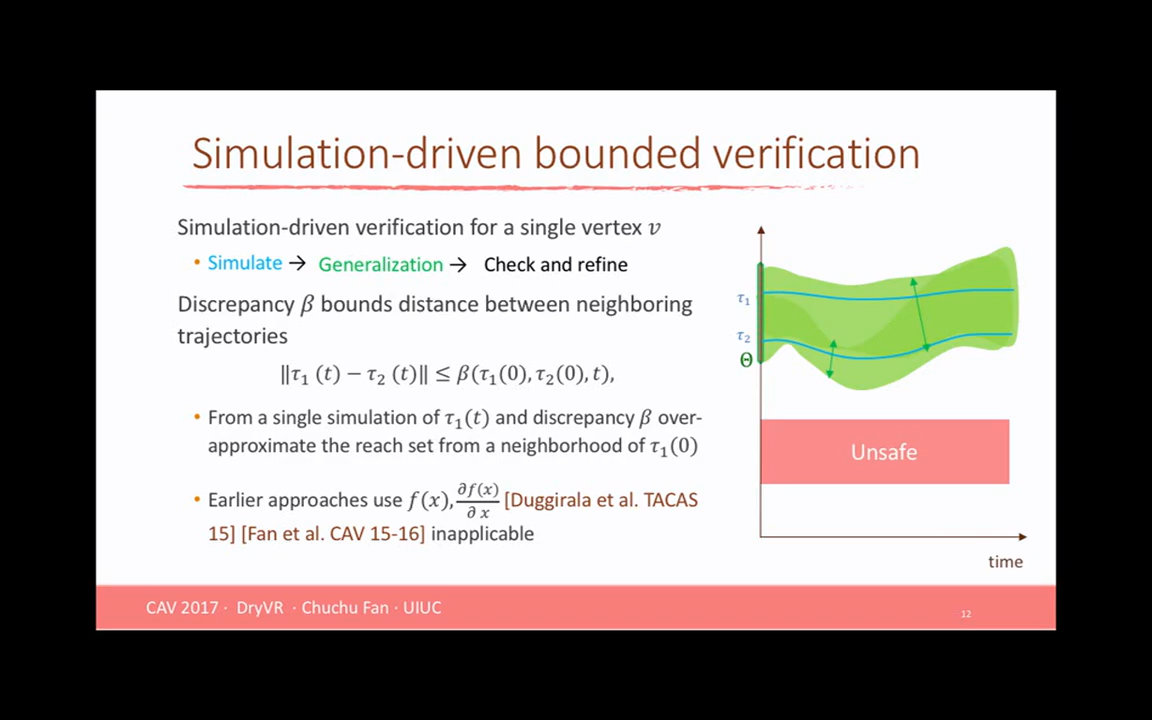 Simulation-driven bounded verification
Simulation-driven verification for a single vertex 𝑣
• Simulate → Generalization → Check and refine
Discrepancy 𝛽 bounds distance between neighboring
trajectories
‖𝜏₁ (𝑡) − 𝜏₂ (𝑡)‖ ≤ 𝛽(𝜏₁(0), 𝜏₂(0), 𝑡),
• From a single simulation of 𝜏₁(𝑡) and discrepancy 𝛽 over-
approximate the reach set from a neighborhood of 𝜏₁(0)
• Earlier approaches use 𝑓(𝑥), ∂𝑓(𝑥)/∂ 𝑥 [Duggirala et al. TACAS
15] [Fan et al. CAV 15-16] inapplicable
𝜏₁
𝜏₂
Θ
Unsafe
time
CAV 2017 · DryVR · Chuchu Fan · UIUC
12